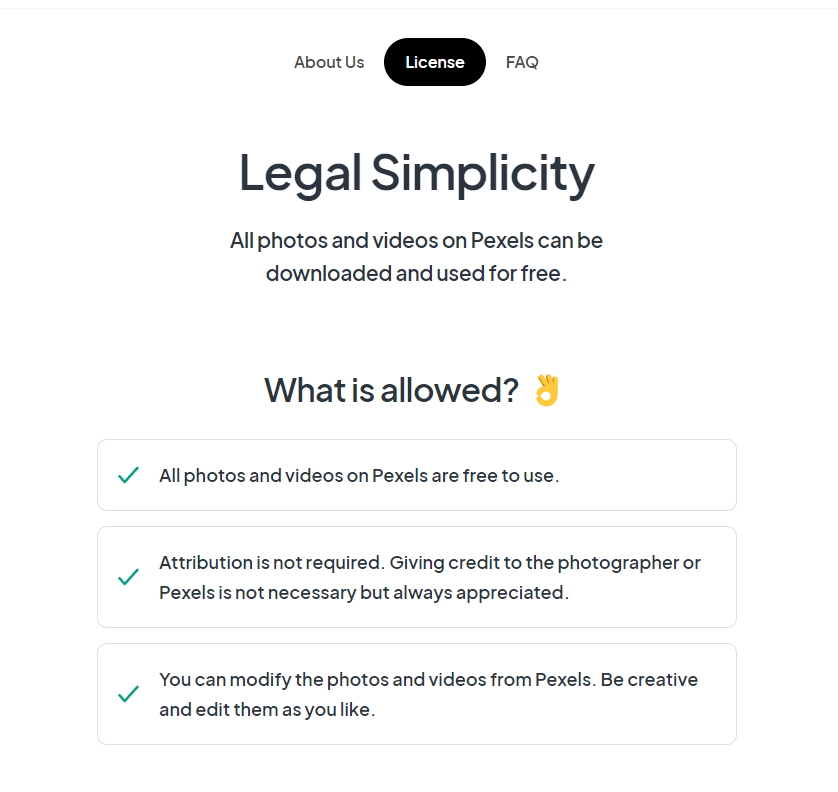 About Us License FAQ
Legal Simplicity
All photos and videos on Pexels can be
downloaded and used for free.
What is allowed? 👌
All photos and videos on Pexels are free to use.
Attribution is not required. Giving credit to the photographer or
Pexels is not necessary but always appreciated.
You can modify the photos and videos from Pexels. Be creative
and edit them as you like.